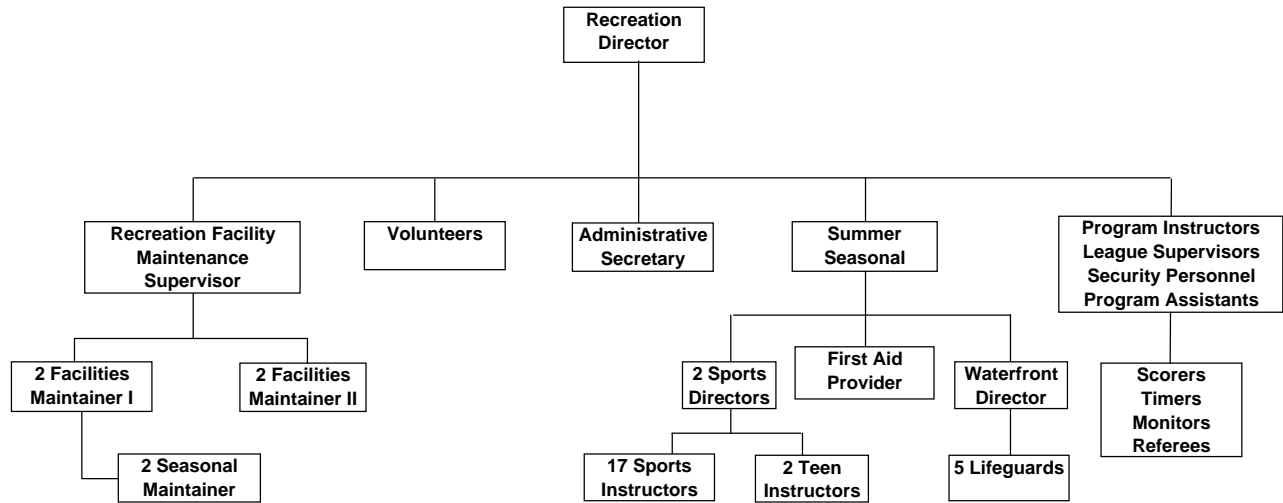 Recreation
Director
Recreation Facility
Maintenance
Supervisor
Volunteers
Administrative
Secretary
Summer
Seasonal
Program Instructors
League Supervisors
Security Personnel
Program Assistants
2 Facilities
Maintainer I
2 Facilities
Maintainer II
2 Sports
Directors
First Aid
Provider
Waterfront
Director
Scorers
Timers
Monitors
Referees
2 Seasonal
Maintainer
17 Sports
Instructors
2 Teen
Instructors
5 Lifeguards